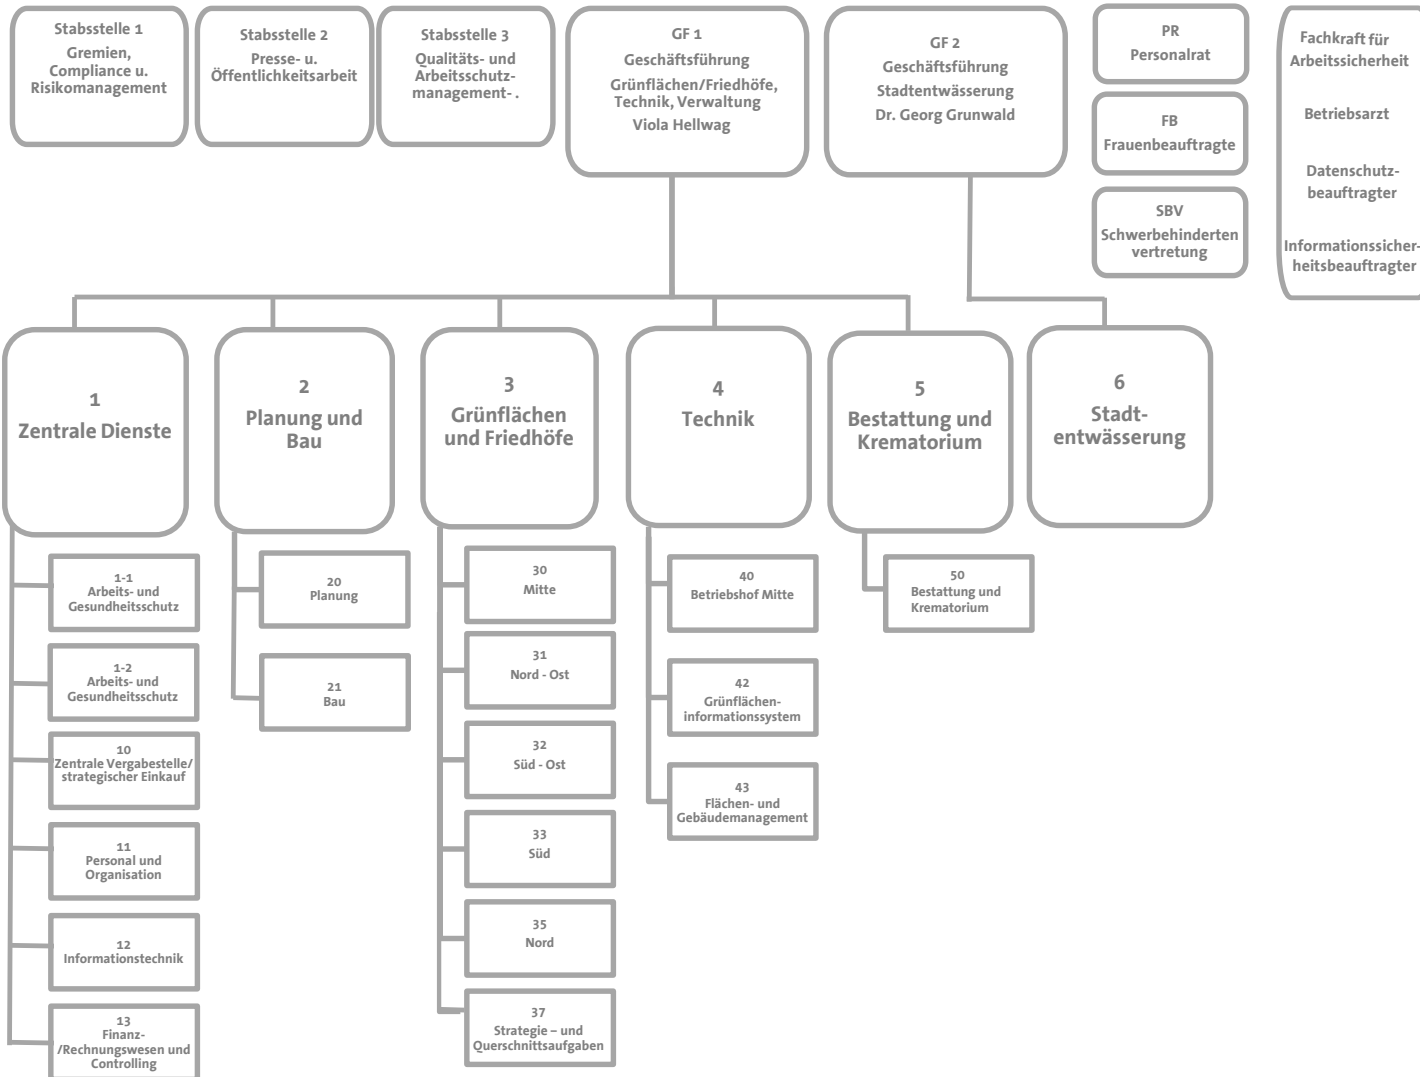 Stabsstelle 1
Gremien,
Compliance u.
Risikomanagement
Stabsstelle 2
Presse- u.
Öffentlichkeitsarbeit
Stabsstelle 3
Qualitäts- und
Arbeitsschutz-
management- .
GF 1
Geschäftsführung
Grünflächen/Friedhöfe,
Technik, Verwaltung
Viola Hellwag
GF 2
Geschäftsführung
Stadtentwässerung
Dr. Georg Grunwald
PR
Personalrat
FB
Frauenbeauftragte
SBV
Schwerbehinderten
vertretung
Fachkraft für
Arbeitssicherheit
Betriebsarzt
Datenschutz-
beauftragter
Informationssicher-
heitsbeauftragter
1
Zentrale Dienste
2
Planung und
Bau
3
Grünflächen
und Friedhöfe
4
Technik
5
Bestattung und
Krematorium
6
Stadt-
entwässerung
1-1
Arbeits- und
Gesundheitsschutz
1-2
Arbeits- und
Gesundheitsschutz
10
Zentrale Vergabestelle/
strategischer Einkauf
11
Personal und
Organisation
12
Informationstechnik
13
Finanz-
/Rechnungswesen und
Controlling
20
Planung
21
Bau
30
Mitte
31
Nord - Ost
32
Süd - Ost
33
Süd
35
Nord
37
Strategie – und
Querschnittsaufgaben
40
Betriebshof Mitte
42
Grünflächen-
informationssystem
43
Flächen- und
Gebäudemanagement
50
Bestattung und
Krematorium